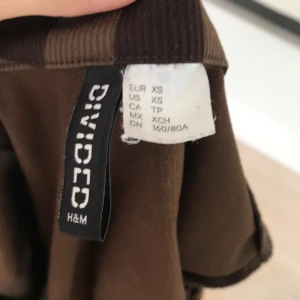 DIVIDED
H&M
EUR XS
US XS
CA TP
MX XCH
CN 160/80A